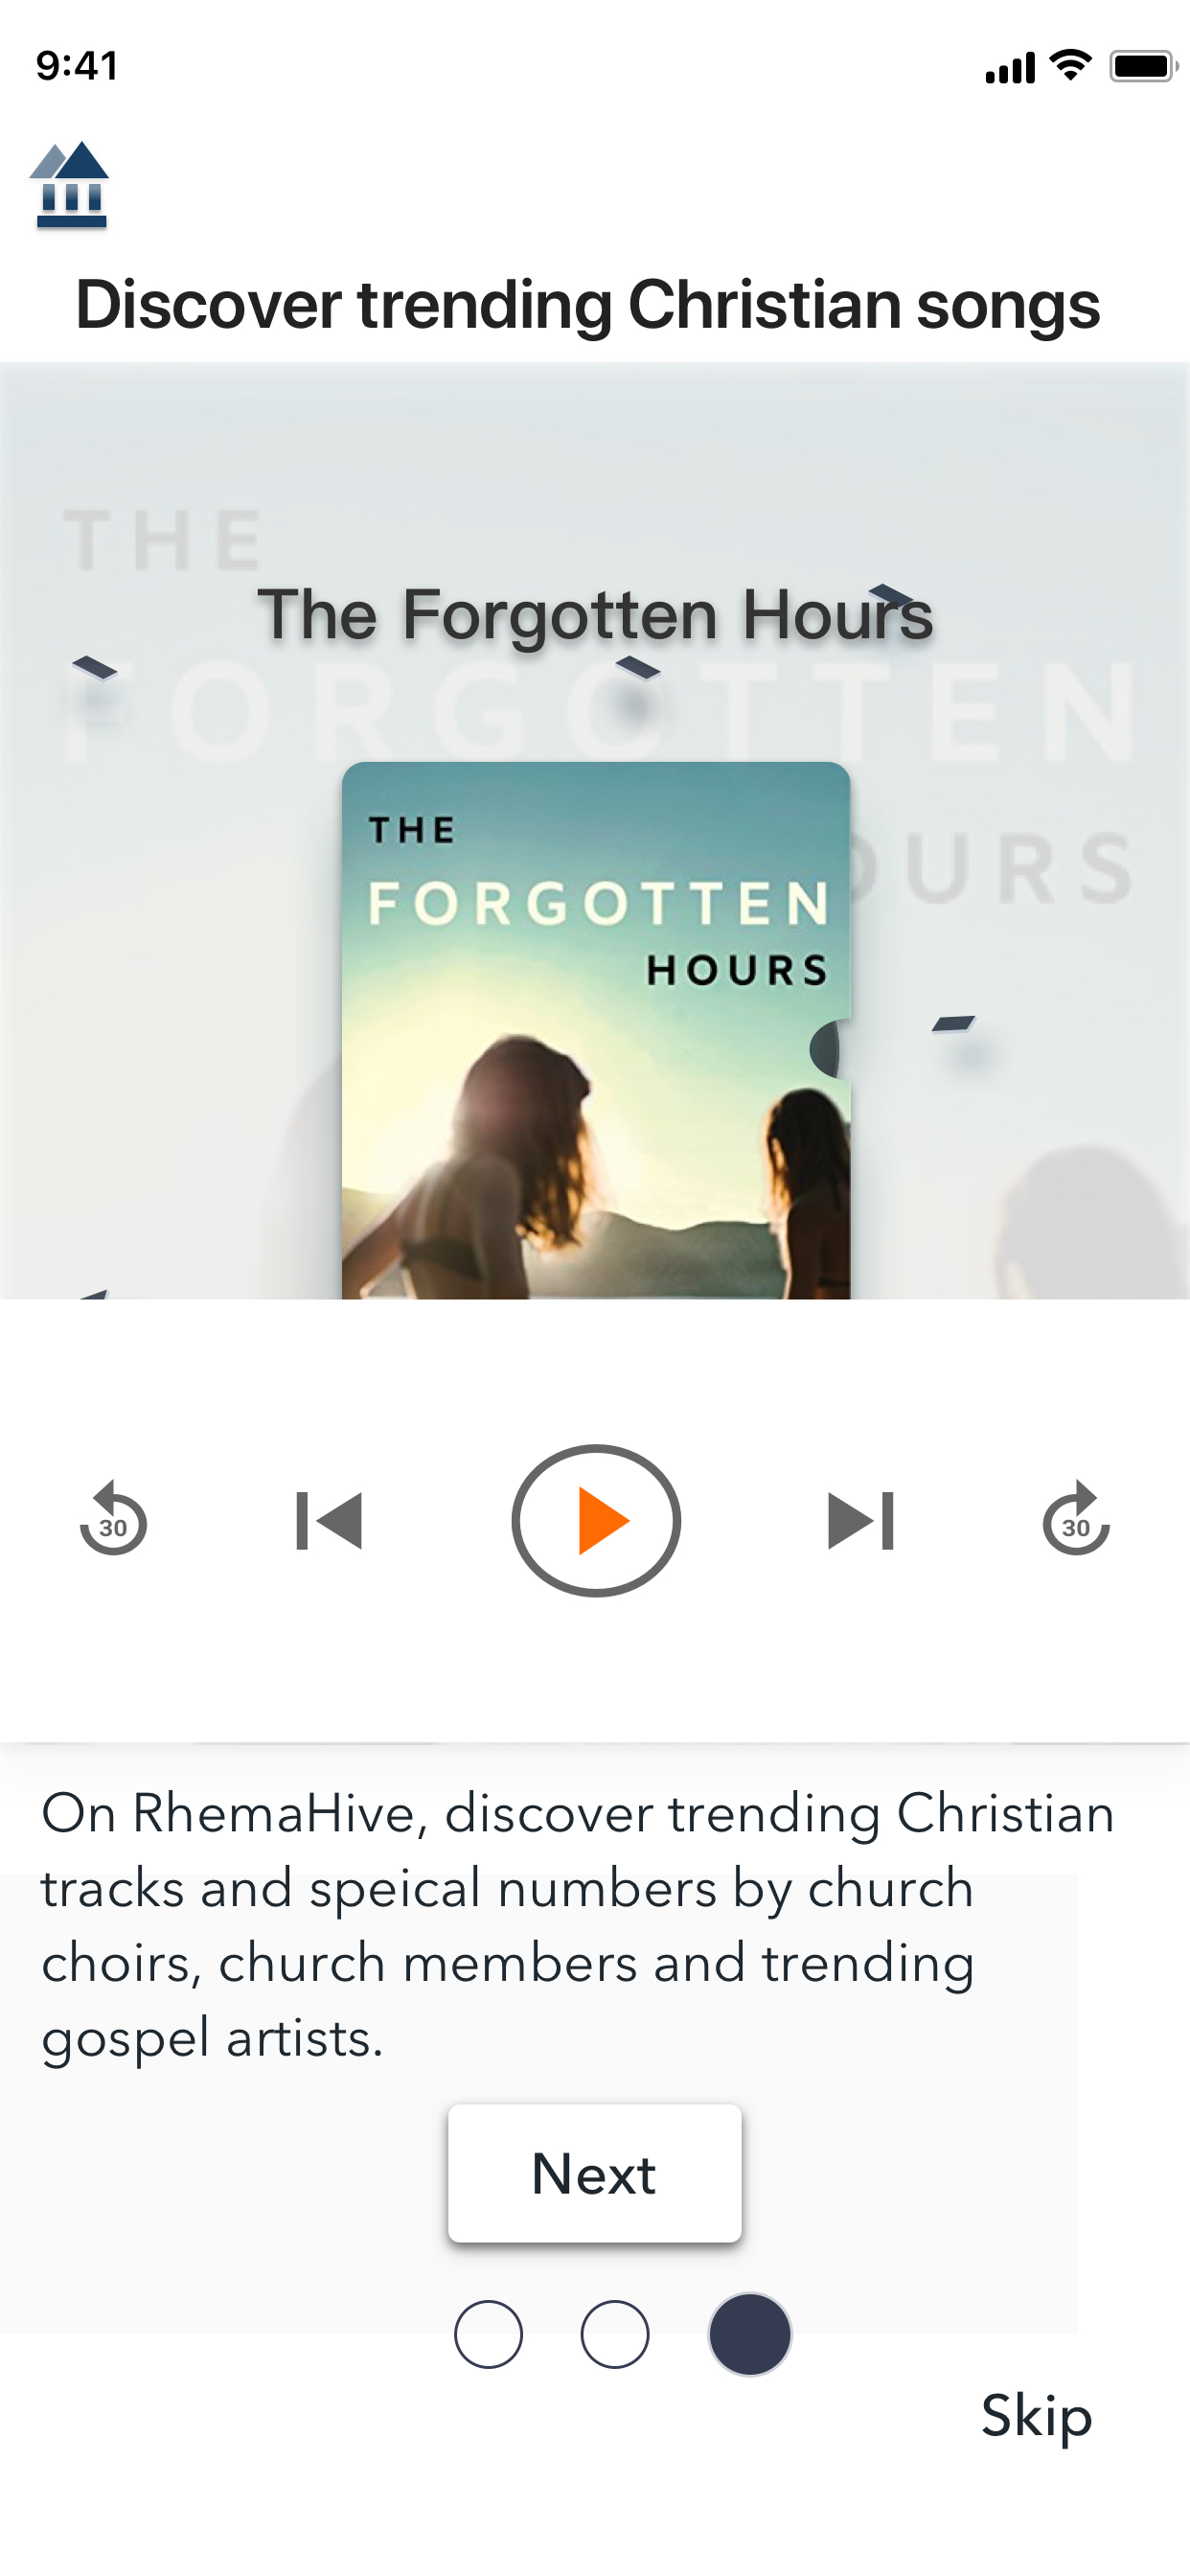 9:41
Discover trending Christian songs
THE
The Forgotten Hours
FORGOTTEN
OURS
THE
FORGOTTEN
HOURS
30
30
On RhemaHive, discover trending Christian
tracks and speical numbers by church
choirs, church members and trending
gospel artists.
Next
Skip